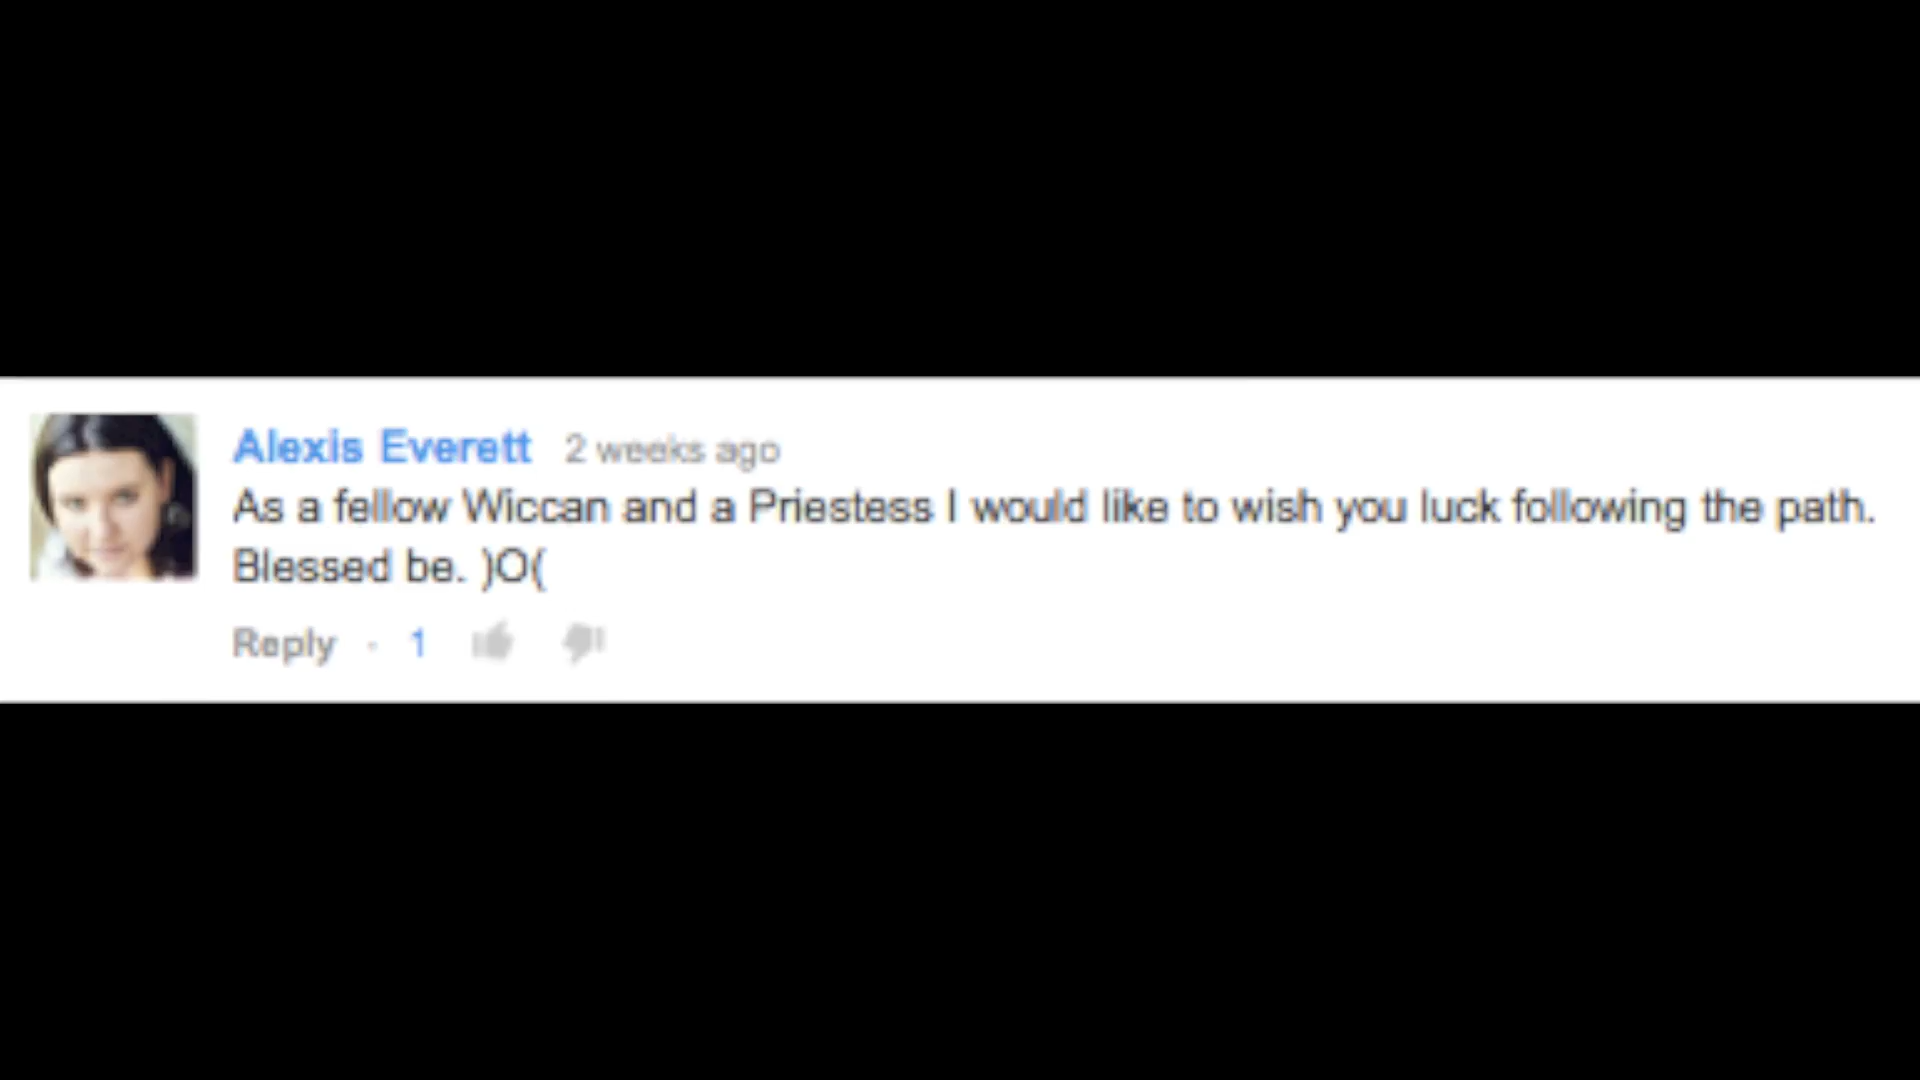 Alexis Everett 2 weeks ago
As a fellow Wiccan and a Priestess I would like to wish you luck following the path.
Blessed be. )O(
Reply · 1